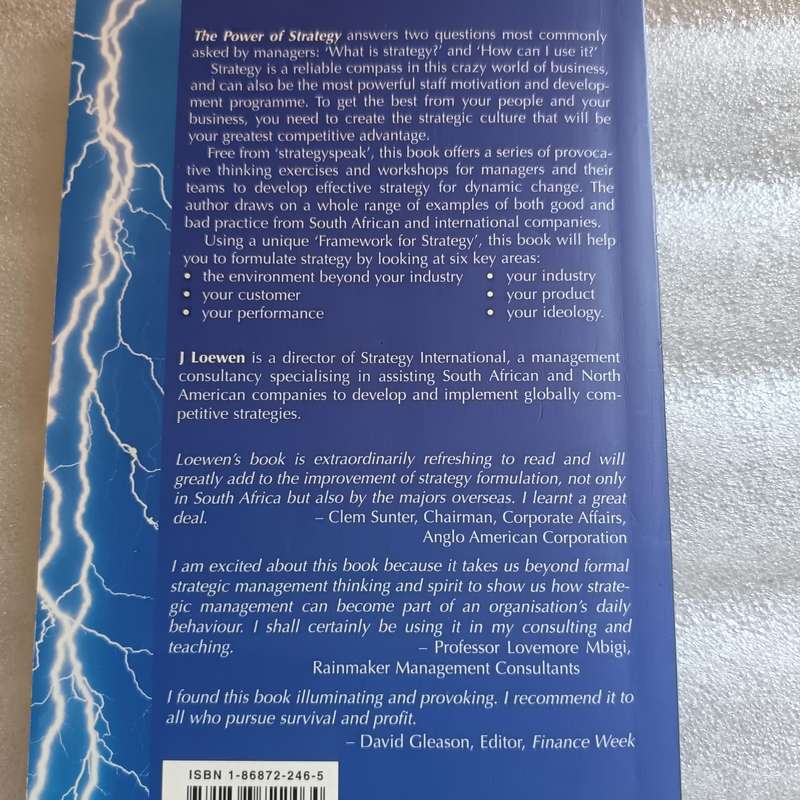 The Power of Strategy answers two questions most commonly
asked by managers: 'What is strategy?' and 'How can I use it?'
Strategy is a reliable compass in this crazy world of business,
and can also be the most powerful staff motivation and develop-
ment programme. To get the best from your people and your
business, you need to create the strategic culture that will be
your greatest competitive advantage.
Free from 'strategyspeak', this book offers a series of provoca-
tive thinking exercises and workshops for managers and their
teams to develop effective strategy for dynamic change. The
author draws on a whole range of examples of both good and
bad practice from South African and international companies.
Using a unique 'Framework for Strategy', this book will help
you to formulate strategy by looking at six key areas:
• the environment beyond your industry • your industry
• your customer • your product
• your performance • your ideology.
J Loewen is a director of Strategy International, a management
consultancy specialising in assisting South African and North
American companies to develop and implement globally com-
petitive strategies.
Loewen's book is extraordinarily refreshing to read and will
greatly add to the improvement of strategy formulation, not only
in South Africa but also by the majors overseas. I learnt a great
deal. – Clem Sunter, Chairman, Corporate Affairs,
Anglo American Corporation
I am excited about this book because it takes us beyond formal
strategic management thinking and spirit to show us how strate-
gic management can become part of an organisation's daily
behaviour. I shall certainly be using it in my consulting and
teaching. – Professor Lovemore Mbigi,
Rainmaker Management Consultants
I found this book illuminating and provoking. I recommend it to
all who pursue survival and profit.
– David Gleason, Editor, Finance Week
ISBN 1-86872-246-5